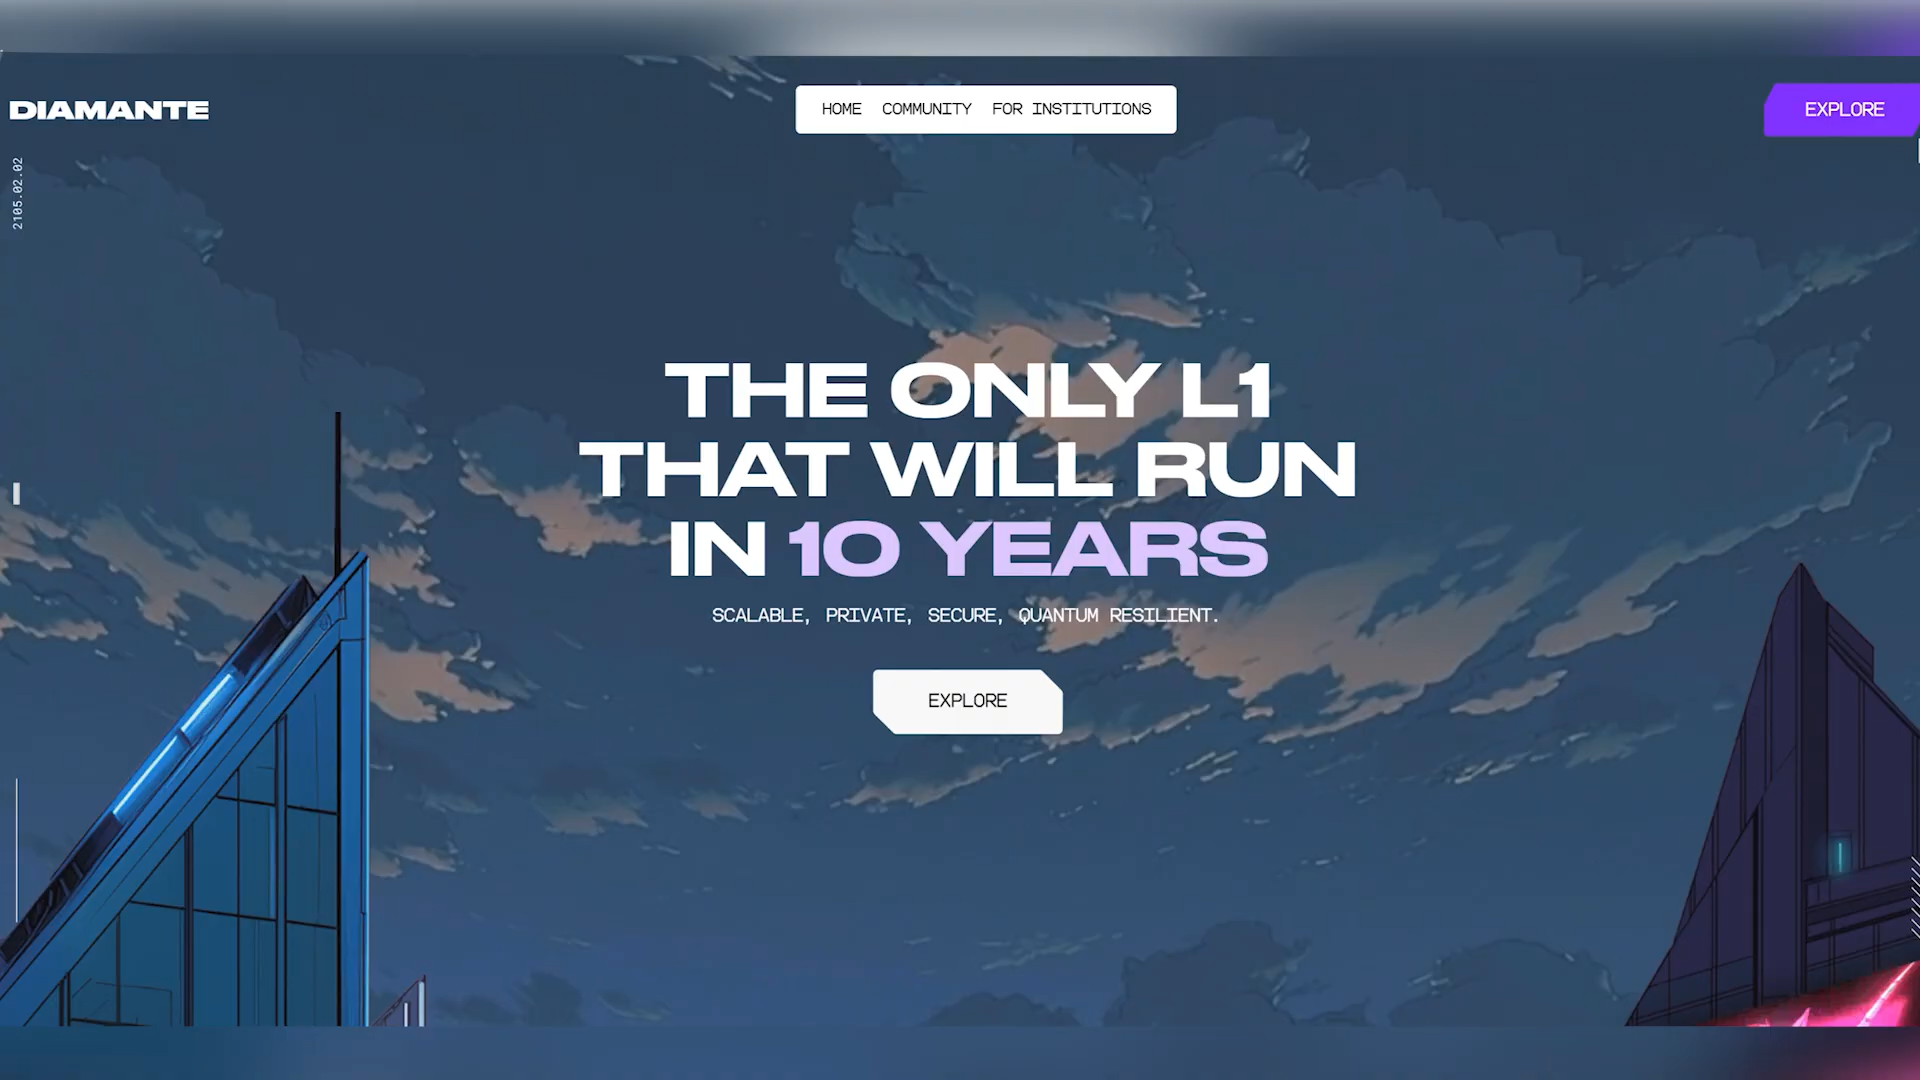 DIAMANTE
HOME COMMUNITY FOR INSTITUTIONS
EXPLORE
2105.02.02
THE ONLY L1
THAT WILL RUN
IN 10 YEARS
SCALABLE, PRIVATE, SECURE, QUANTUM RESILIENT.
EXPLORE